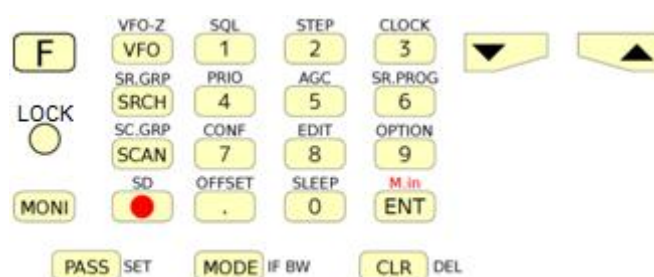 VFO-Z SQL STEP CLOCK
F VFO 1 2 3
SR.GRP PRIO AGC SR.PROG
SRCH 4 5 6
LOCK
SC.GRP CONF EDIT OPTION
SCAN 7 8 9
SD OFFSET SLEEP M.in
MONI . 0 ENT
PASS SET MODE IF BW CLR DEL